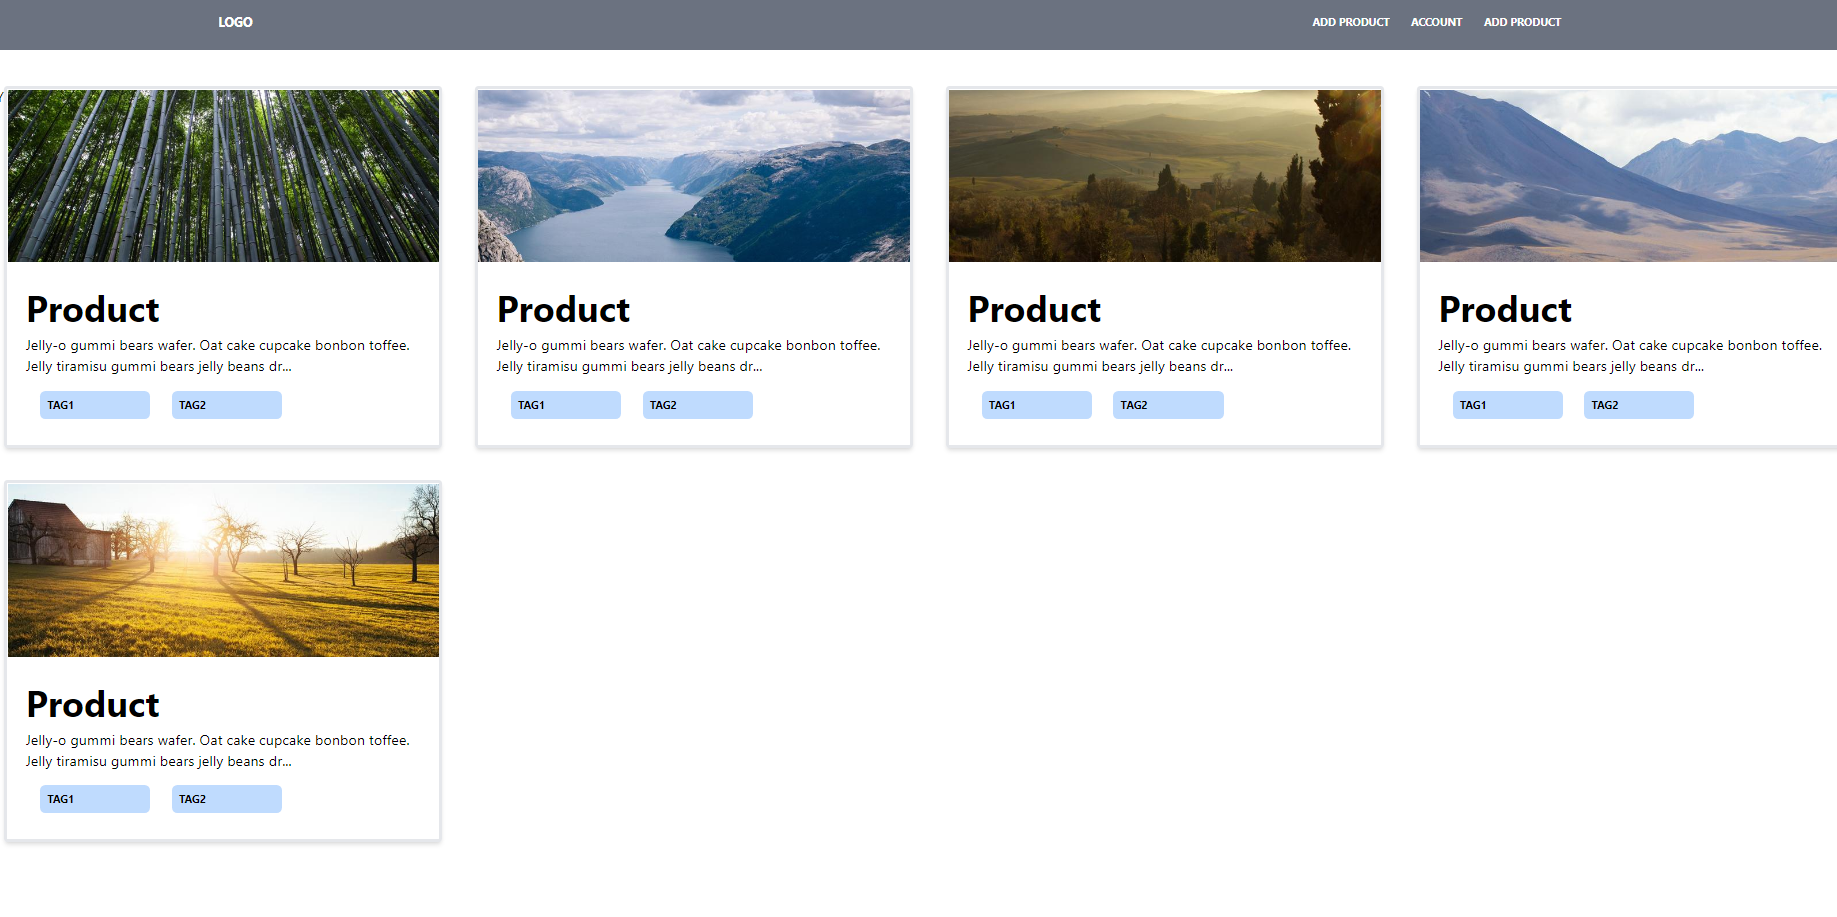 LOGO
ADD PRODUCT ACCOUNT ADD PRODUCT
Product
Jelly-o gummi bears wafer. Oat cake cupcake bonbon toffee.
Jelly tiramisu gummi bears jelly beans dr...
TAG1 TAG2
Product
Jelly-o gummi bears wafer. Oat cake cupcake bonbon toffee.
Jelly tiramisu gummi bears jelly beans dr...
TAG1 TAG2
Product
Jelly-o gummi bears wafer. Oat cake cupcake bonbon toffee.
Jelly tiramisu gummi bears jelly beans dr...
TAG1 TAG2
Product
Jelly-o gummi bears wafer. Oat cake cupcake bonbon toffee.
Jelly tiramisu gummi bears jelly beans dr...
TAG1 TAG2
Product
Jelly-o gummi bears wafer. Oat cake cupcake bonbon toffee.
Jelly tiramisu gummi bears jelly beans dr...
TAG1 TAG2